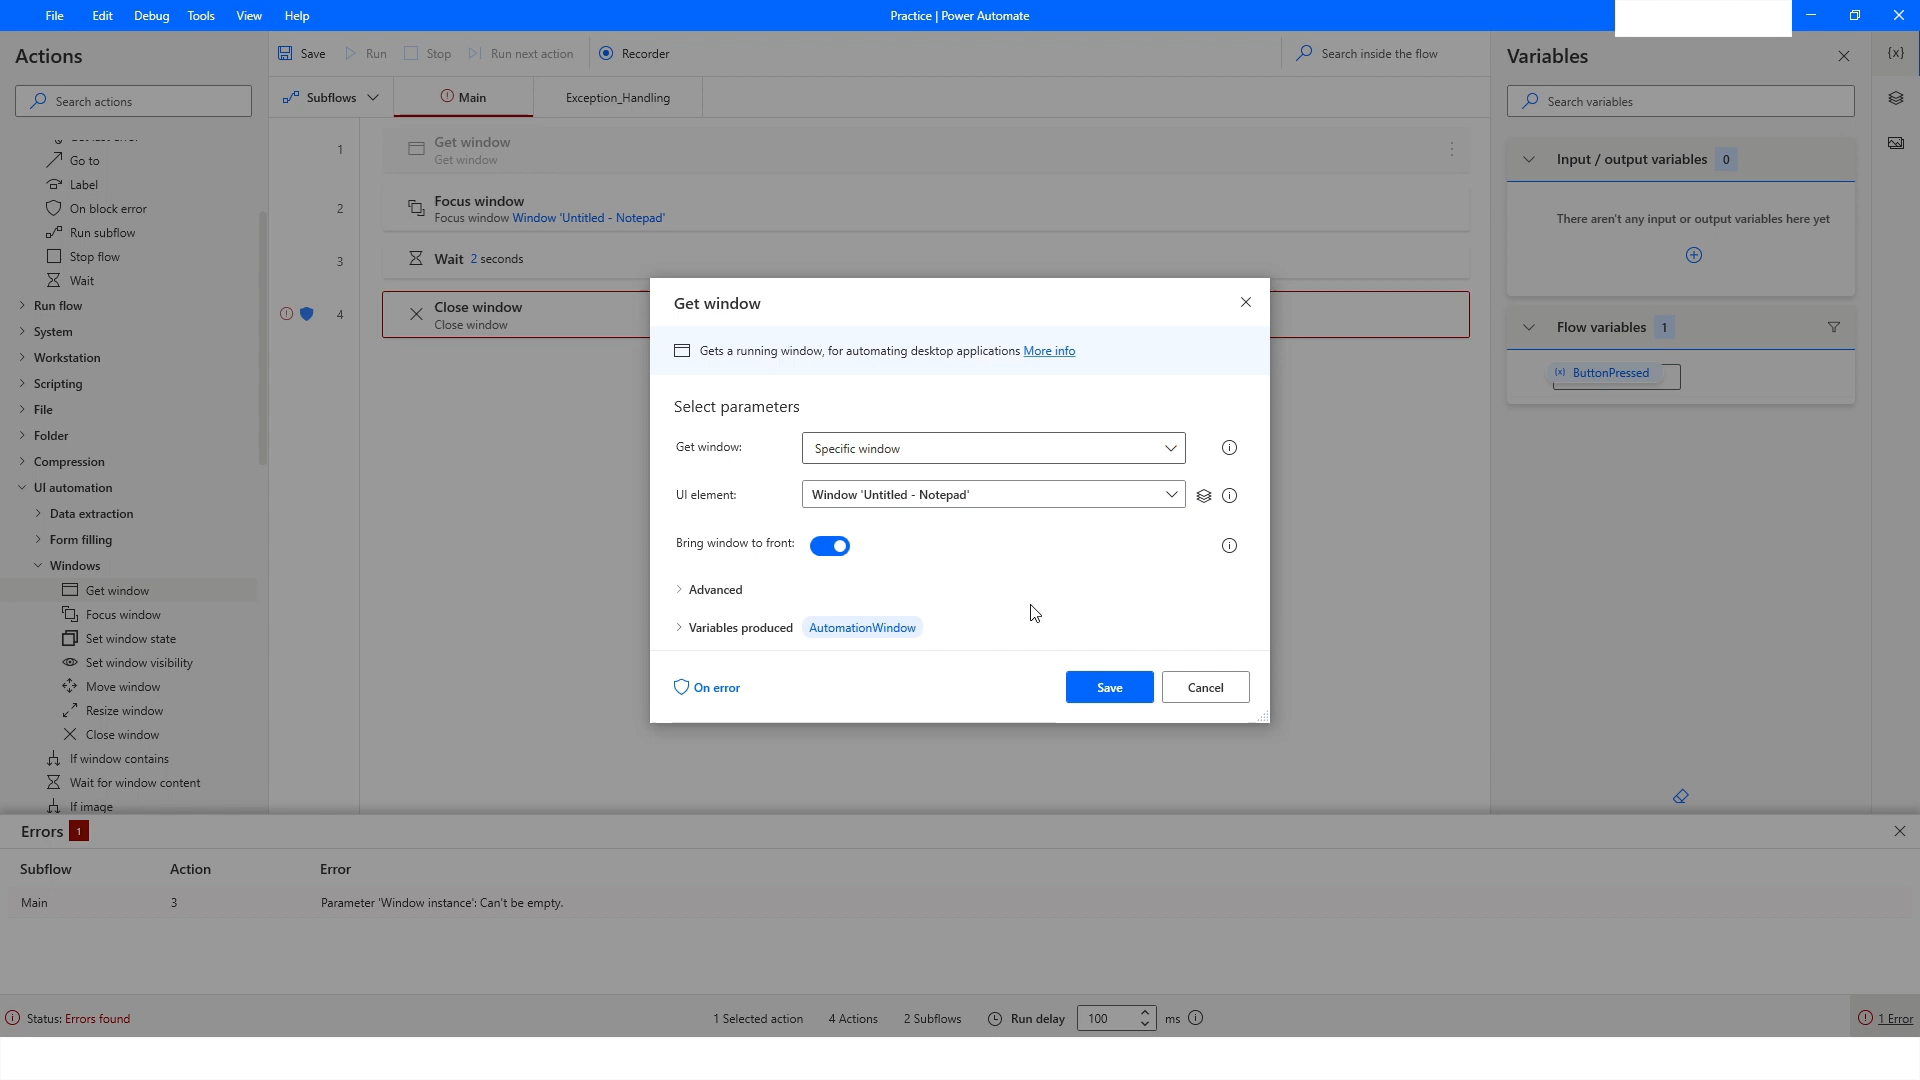 File Edit Debug Tools View Help
Practice | Power Automate
Actions
Search actions
Go to
Label
On block error
Run subflow
Stop flow
Wait
Run flow
System
Workstation
Scripting
File
Folder
Compression
UI automation
Data extraction
Form filling
Windows
Get window
Focus window
Set window state
Set window visibility
Move window
Resize window
Close window
If window contains
Wait for window content
If image
Save Run Stop Run next action Recorder
Search inside the flow
Subflows Main Exception_Handling
1 Get window
Get window
2 Focus window
Focus window Window 'Untitled - Notepad'
3 Wait 2 seconds
4 Close window
Close window
Get window
Gets a running window, for automating desktop applications More info
Select parameters
Get window: Specific window
UI element: Window 'Untitled - Notepad'
Bring window to front:
Advanced
Variables produced AutomationWindow
On error Save Cancel
Variables
{x}
Search variables
Input / output variables 0
There aren't any input or output variables here yet
Flow variables 1
(x) ButtonPressed
Errors 1
Subflow Action Error
Main 3 Parameter 'Window instance': Can't be empty.
Status: Errors found 1 Selected action 4 Actions 2 Subflows Run delay 100 ms 1 Error